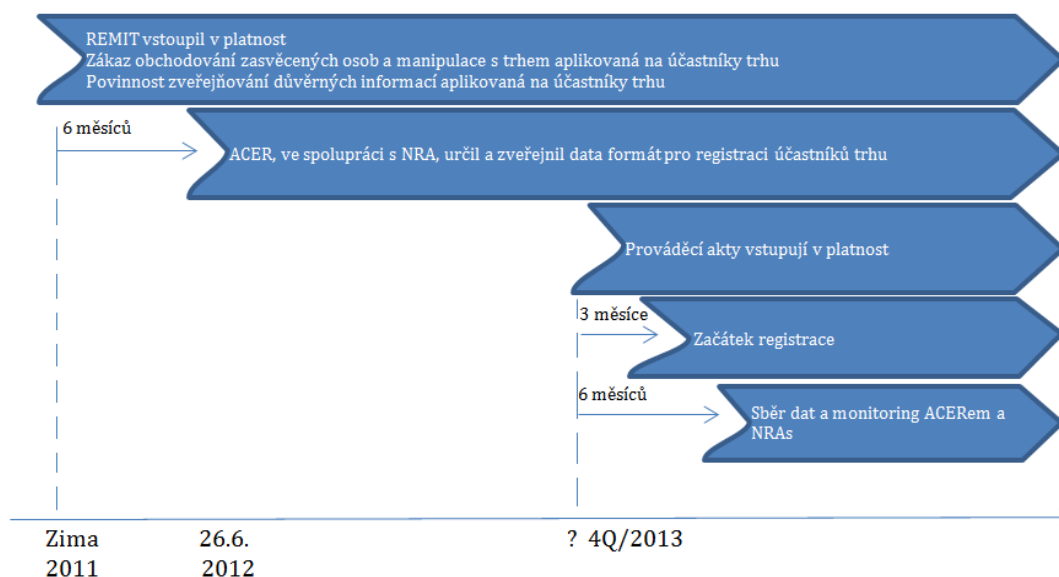 REMIT vstoupil v platnost
Zákaz obchodování zasvěcených osob a manipulace s trhem aplikovaná na účastníky trhu
Povinnost zveřejňování důvěrných informací aplikovaná na účastníky trhu
6 měsíců
ACER, ve spolupráci s NRA, určil a zveřejnil data formát pro registraci účastníků trhu
Prováděcí akty vstupují v platnost
3 měsíce
Začátek registrace
6 měsíců
Sběr dat a monitoring ACERem a
NRAs
Zima
2011
26.6.
2012
? 4Q/2013